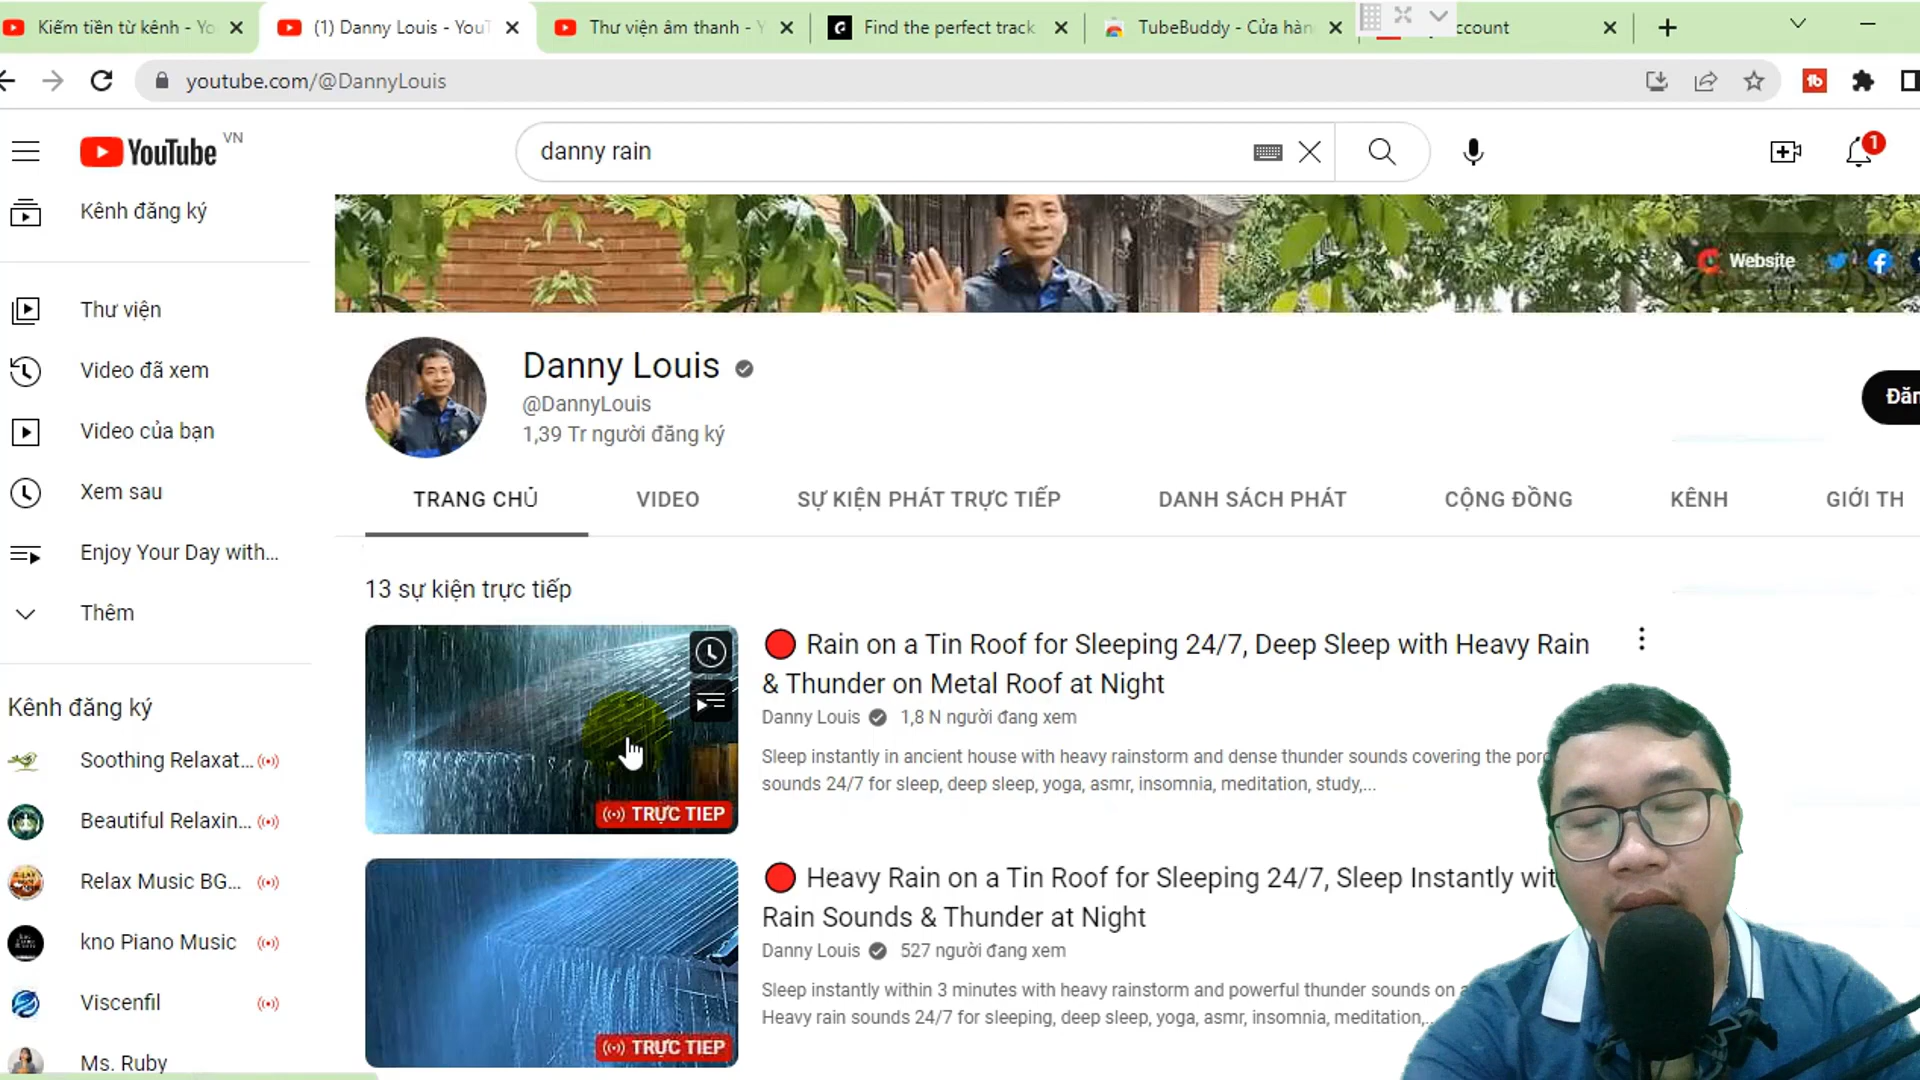 Kiếm tiền từ kênh - Yo
(1) Danny Louis - YouT
Thư viện âm thanh - Y
Find the perfect track
TubeBuddy - Cửa hàn
ccount
youtube.com/@DannyLouis
YouTube VN
danny rain
1
Kênh đăng ký
Thư viện
Video đã xem
Video của bạn
Xem sau
Enjoy Your Day with...
Thêm
Kênh đăng ký
Soothing Relaxat...
Beautiful Relaxin...
Relax Music BG...
kno Piano Music
Viscenfil
Ms. Ruby
Website
Danny Louis
@DannyLouis
1,39 Tr người đăng ký
Đăn
TRANG CHỦ
VIDEO
SỰ KIỆN PHÁT TRỰC TIẾP
DANH SÁCH PHÁT
CỘNG ĐỒNG
KÊNH
GIỚI TH
13 sự kiện trực tiếp
TRỰC TIẾP
Rain on a Tin Roof for Sleeping 24/7, Deep Sleep with Heavy Rain
& Thunder on Metal Roof at Night
Danny Louis 1,8 N người đang xem
Sleep instantly in ancient house with heavy rainstorm and dense thunder sounds covering the porc
sounds 24/7 for sleep, deep sleep, yoga, asmr, insomnia, meditation, study,...
TRỰC TIẾP
Heavy Rain on a Tin Roof for Sleeping 24/7, Sleep Instantly wit
Rain Sounds & Thunder at Night
Danny Louis 527 người đang xem
Sleep instantly within 3 minutes with heavy rainstorm and powerful thunder sounds on a
Heavy rain sounds 24/7 for sleeping, deep sleep, yoga, asmr, insomnia, meditation,...